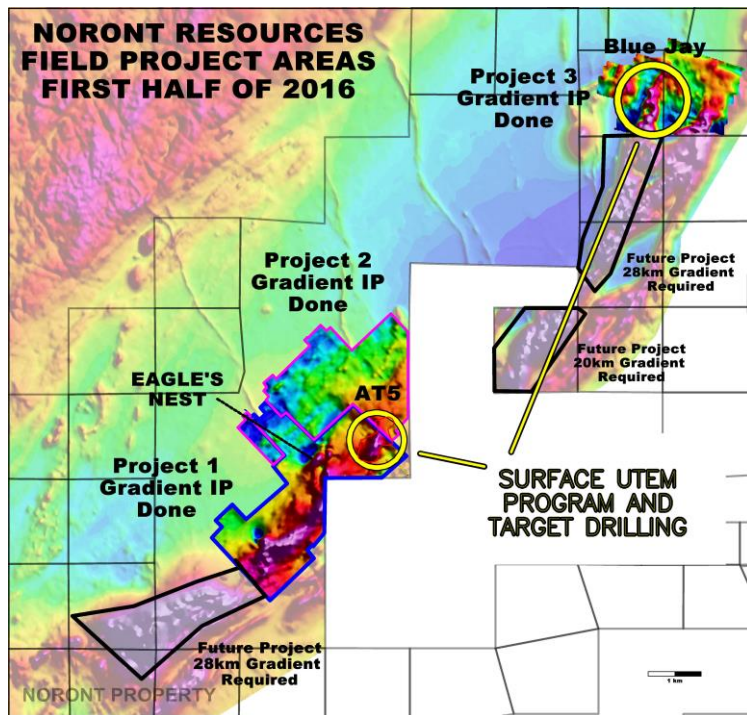 NORONT RESOURCES
FIELD PROJECT AREAS
FIRST HALF OF 2016
Blue Jay
Project 3
Gradient IP
Done
Future Project
28km Gradient
Required
Project 2
Gradient IP
Done
Future Project
20km Gradient
Required
EAGLE'S
NEST
AT5
Project 1
Gradient IP
Done
SURFACE UTEM
PROGRAM AND
TARGET DRILLING
Future Project
28km Gradient
Required
1 km
NORONT PROPERTY